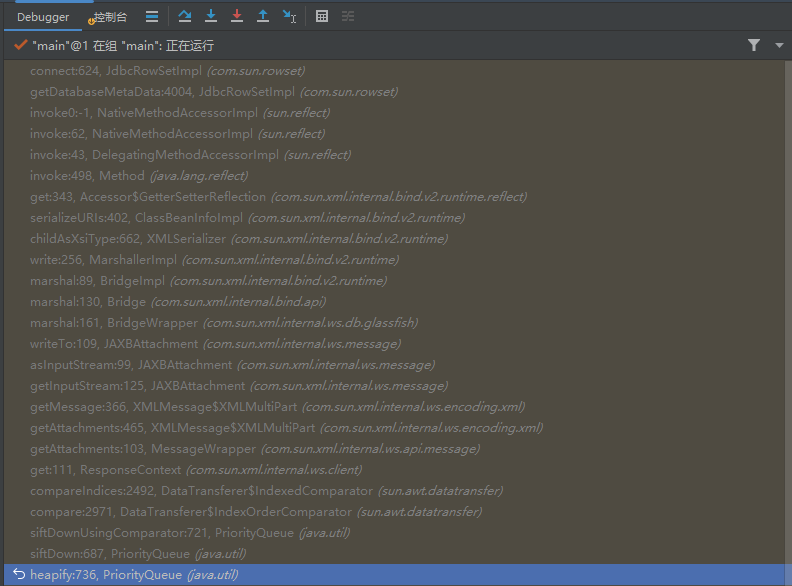 Debugger 控制台
"main"@1 在组 "main": 正在运行
connect:624, JdbcRowSetImpl (com.sun.rowset)
getDatabaseMetaData:4004, JdbcRowSetImpl (com.sun.rowset)
invoke0:-1, NativeMethodAccessorImpl (sun.reflect)
invoke:62, NativeMethodAccessorImpl (sun.reflect)
invoke:43, DelegatingMethodAccessorImpl (sun.reflect)
invoke:498, Method (java.lang.reflect)
get:343, Accessor$GetterSetterReflection (com.sun.xml.internal.bind.v2.runtime.reflect)
serializeURIs:402, ClassBeanInfoImpl (com.sun.xml.internal.bind.v2.runtime)
childAsXsiType:662, XMLSerializer (com.sun.xml.internal.bind.v2.runtime)
write:256, MarshallerImpl (com.sun.xml.internal.bind.v2.runtime)
marshal:89, BridgeImpl (com.sun.xml.internal.bind.v2.runtime)
marshal:130, Bridge (com.sun.xml.internal.bind.api)
marshal:161, BridgeWrapper (com.sun.xml.internal.ws.db.glassfish)
writeTo:109, JAXBAttachment (com.sun.xml.internal.ws.message)
asInputStream:99, JAXBAttachment (com.sun.xml.internal.ws.message)
getInputStream:125, JAXBAttachment (com.sun.xml.internal.ws.message)
getMessage:366, XMLMessage$XMLMultiPart (com.sun.xml.internal.ws.encoding.xml)
getAttachments:465, XMLMessage$XMLMultiPart (com.sun.xml.internal.ws.encoding.xml)
getAttachments:103, MessageWrapper (com.sun.xml.internal.ws.api.message)
get:111, ResponseContext (com.sun.xml.internal.ws.client)
compareIndices:2492, DataTransferer$IndexedComparator (sun.awt.datatransfer)
compare:2971, DataTransferer$IndexOrderComparator (sun.awt.datatransfer)
siftDownUsingComparator:721, PriorityQueue (java.util)
siftDown:687, PriorityQueue (java.util)
heapify:736, PriorityQueue (java.util)